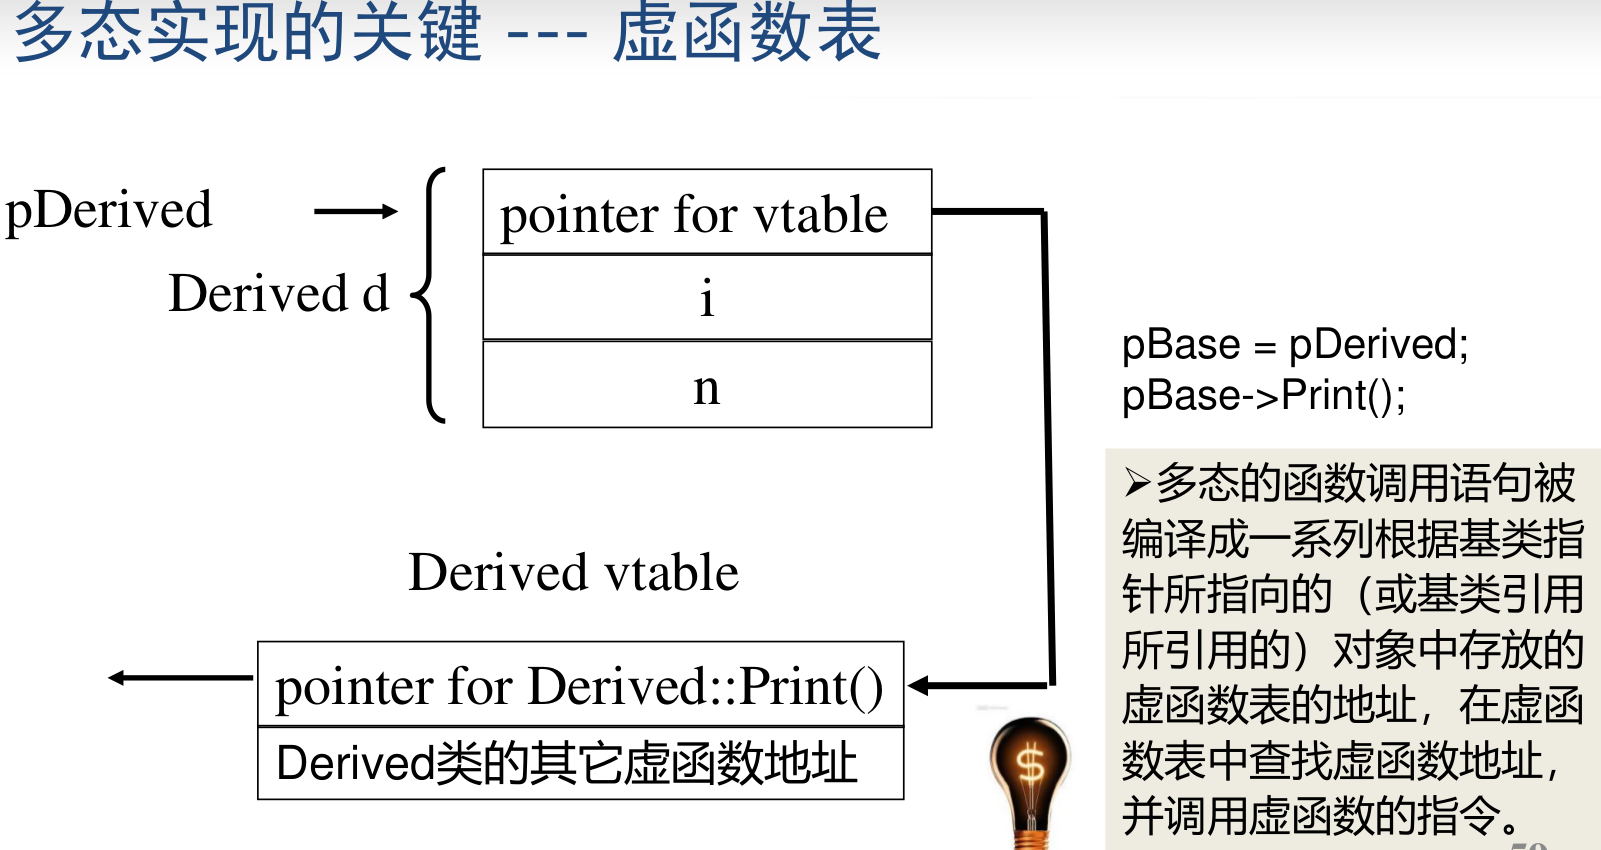 多态实现的关键 --- 虚函数表
pDerived
pointer for vtable
Derived d
i
n
pBase = pDerived;
pBase->Print();
➢多态的函数调用语句被
编译成一系列根据基类指
针所指向的（或基类引用
所引用的）对象中存放的
虚函数表的地址，在虚函
数表中查找虚函数地址，
并调用虚函数的指令。
Derived vtable
pointer for Derived::Print()
Derived类的其它虚函数地址
$